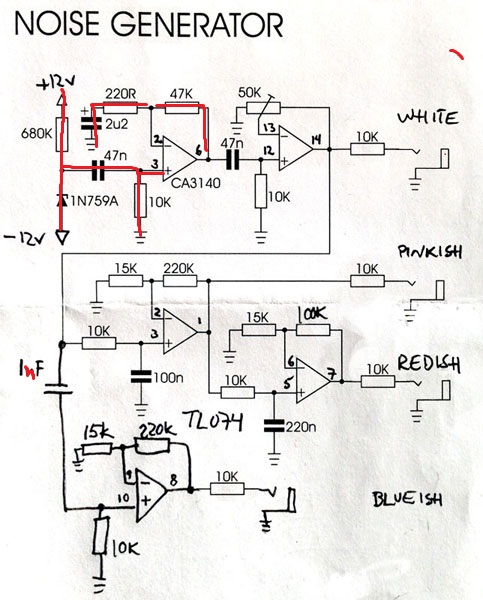 NOISE GENERATOR
+12v
220R 47K 50K
2u2
680K
2 6 13 14 WHITE
47n 3 47n 12 10K
CA3140
1N759A 10K 10K
-12v
PINKISH
15K 220K 10K
2 1 15K 100K
10K 3
1nF 6 7 REDISH
100n 10K 5 10K
220n
TL074
15k 220k
9 8 10K
10 BLUEISH
10K